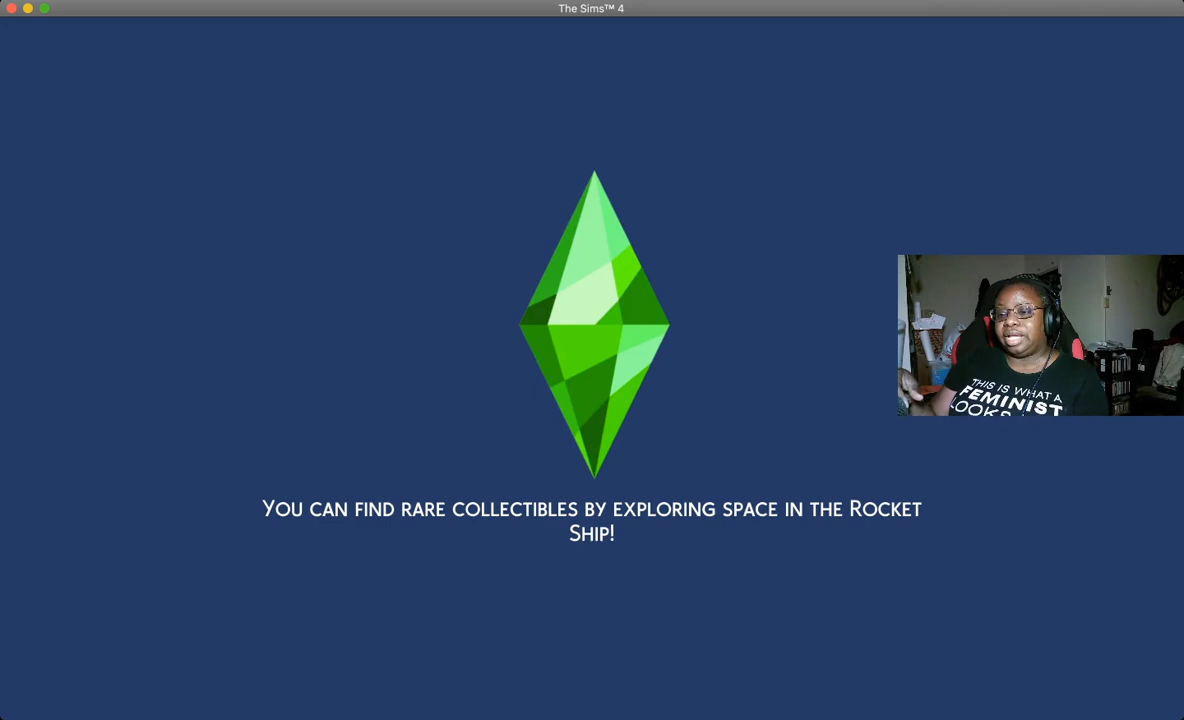 The Sims™ 4
You can find rare collectibles by exploring space in the Rocket
Ship!
THIS IS WHAT A
FEMINIST
LOOKS